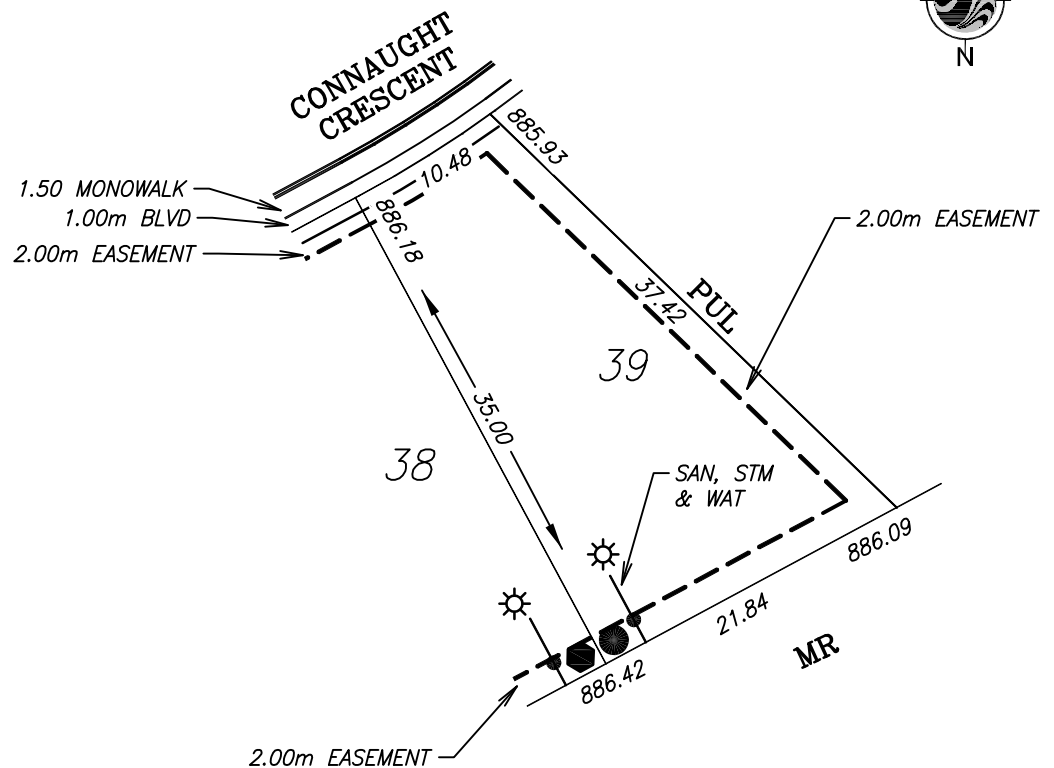 N
CONNAUGHT
CRESCENT
885.93
10.48
1.50 MONOWALK
1.00m BLVD
886.18
2.00m EASEMENT
2.00m EASEMENT
37.42
PUL
39
35.00
38
SAN, STM
& WAT
886.09
21.84
MR
886.42
2.00m EASEMENT